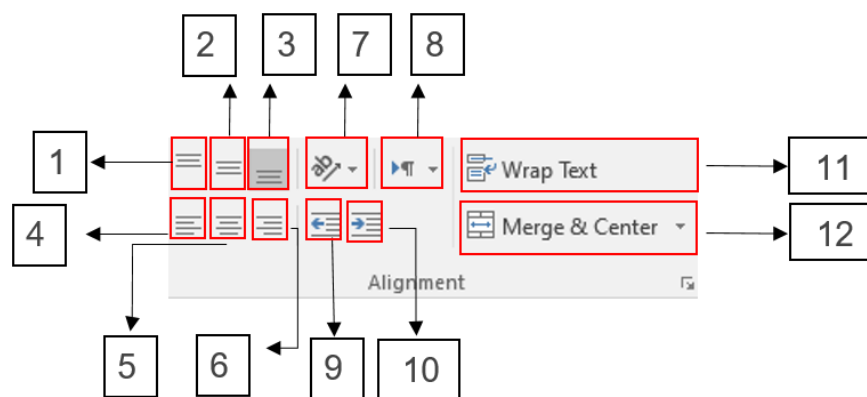 2 3 7 8
1 Wrap Text 11
4 Merge & Center 12
Alignment
5 6 9 10